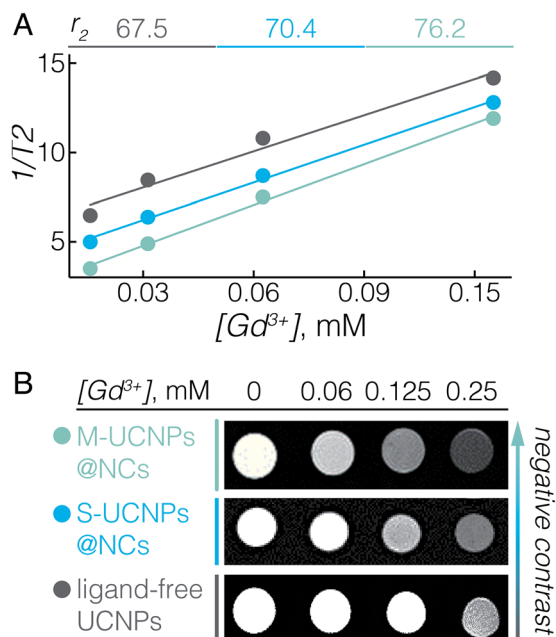 A
r₂ 67.5 70.4 76.2
15
10
5
1/T2
0.03 0.06 0.09 0.15
[Gd³⁺], mM
B
[Gd³⁺], mM 0 0.06 0.125 0.25
M-UCNPs
@NCs
S-UCNPs
@NCs
ligand-free
UCNPs
negative contrast